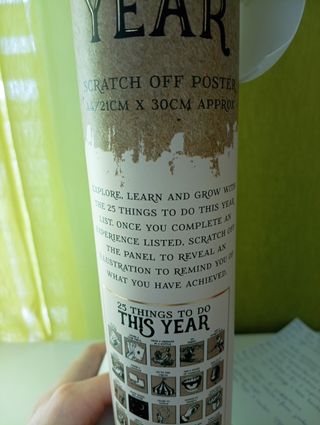 YEAR
SCRATCH OFF POSTER
A4/21CM X 30CM APPROX
EXPLORE, LEARN AND GROW WITH
THE 25 THINGS TO DO THIS YEAR
LIST. ONCE YOU COMPLETE AN
EXPERIENCE LISTED, SCRATCH OFF
THE PANEL TO REVEAL AN
ILLUSTRATION TO REMIND YOU OF
WHAT YOU HAVE ACHIEVED.
25 THINGS TO DO
THIS YEAR